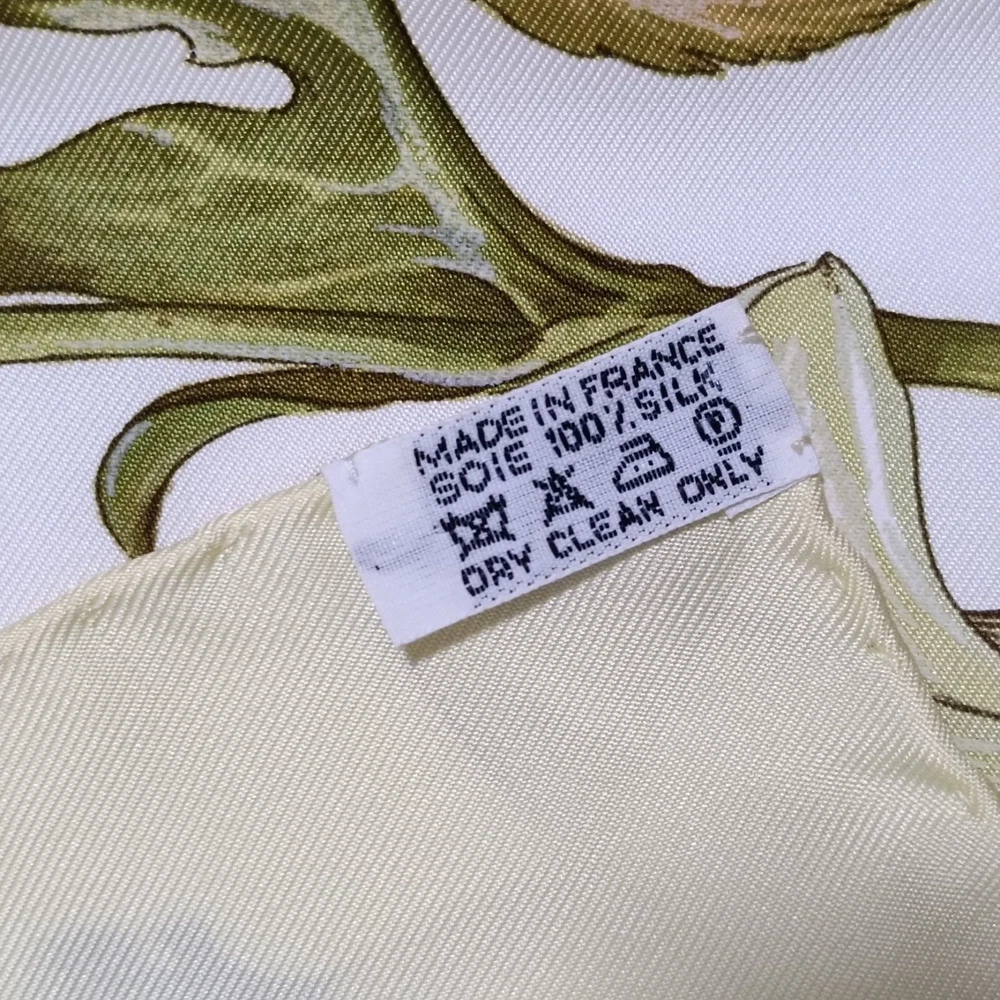 MADE IN FRANCE
SOIE 100% SILK
P
DRY CLEAN ONLY